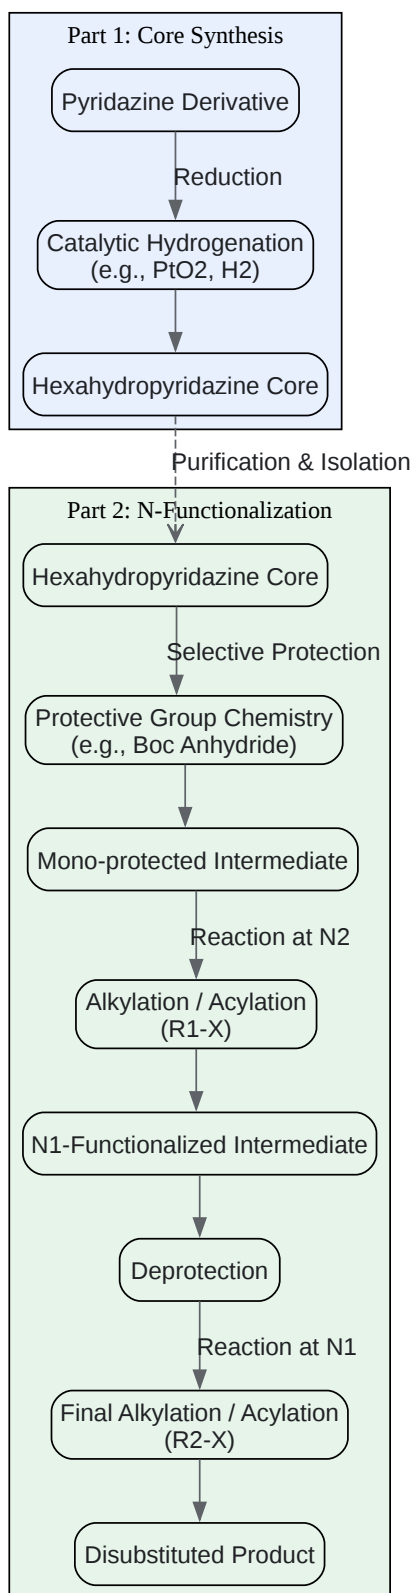 Part 1: Core Synthesis
Pyridazine Derivative
Reduction
Catalytic Hydrogenation
(e.g., PtO2, H2)
Hexahydropyridazine Core
Purification & Isolation
Part 2: N-Functionalization
Hexahydropyridazine Core
Selective Protection
Protective Group Chemistry
(e.g., Boc Anhydride)
Mono-protected Intermediate
Reaction at N2
Alkylation / Acylation
(R1-X)
N1-Functionalized Intermediate
Deprotection
Reaction at N1
Final Alkylation / Acylation
(R2-X)
Disubstituted Product